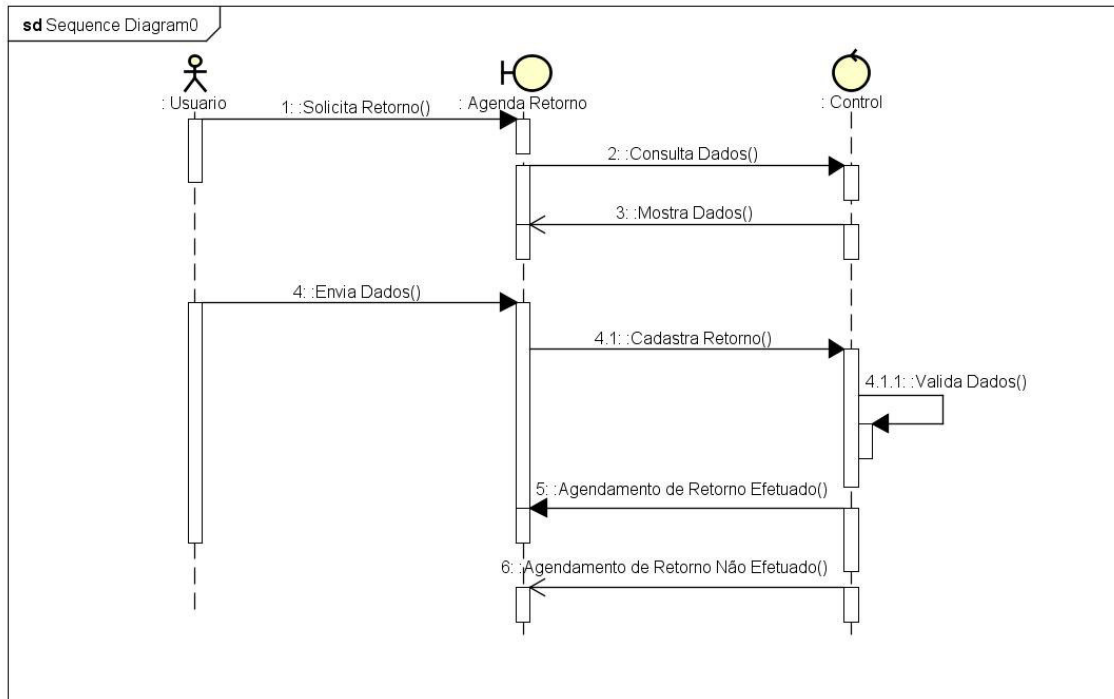 sd Sequence Diagram0
: Usuario
: Agenda Retorno
: Control
1: :Solicita Retorno()
2: :Consulta Dados()
3: :Mostra Dados()
4: :Envia Dados()
4.1: :Cadastra Retorno()
4.1.1: :Valida Dados()
5: :Agendamento de Retorno Efetuado()
6: :Agendamento de Retorno Não Efetuado()